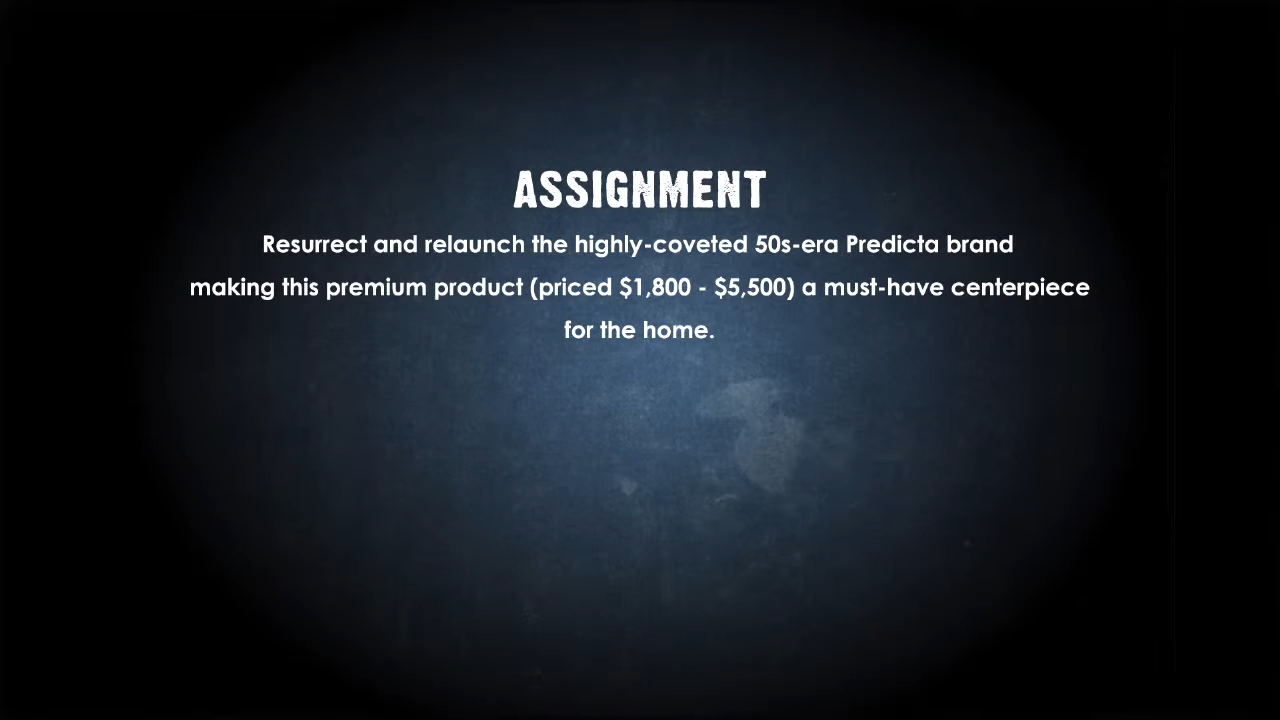 ASSIGNMENT
Resurrect and relaunch the highly-coveted 50s-era Predicta brand
making this premium product (priced $1,800 - $5,500) a must-have centerpiece
for the home.